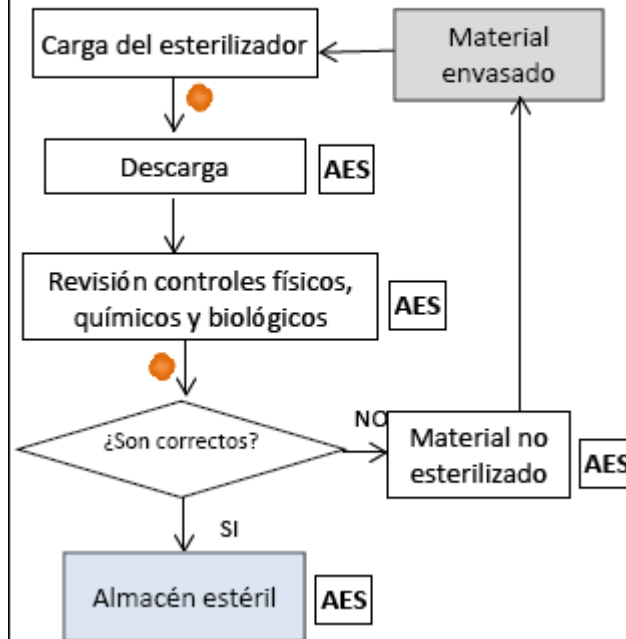 Carga del esterilizador
Material
envasado
Descarga
AES
Revisión controles físicos,
químicos y biológicos
AES
¿Son correctos?
NO
Material no
esterilizado
AES
SI
Almacén estéril
AES